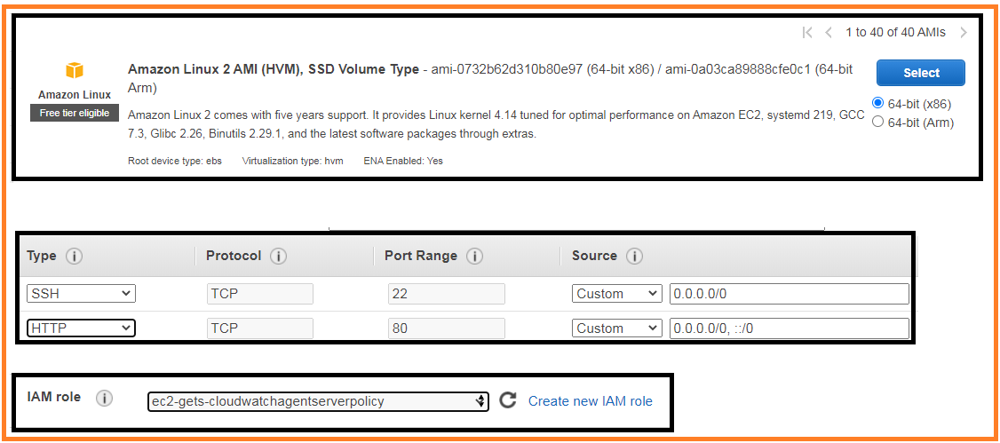 1 to 40 of 40 AMIs
Amazon Linux 2 AMI (HVM), SSD Volume Type - ami-0732b62d310b80e97 (64-bit x86) / ami-0a03ca89888cfe0c1 (64-bit
Arm)
Select
Amazon Linux
Free tier eligible
Amazon Linux 2 comes with five years support. It provides Linux kernel 4.14 tuned for optimal performance on Amazon EC2, systemd 219, GCC
7.3, Glibc 2.26, Binutils 2.29.1, and the latest software packages through extras.
64-bit (x86)
64-bit (Arm)
Root device type: ebs Virtualization type: hvm ENA Enabled: Yes
Type i Protocol i Port Range i Source i
SSH TCP 22 Custom 0.0.0.0/0
HTTP TCP 80 Custom 0.0.0.0/0, ::/0
IAM role i ec2-gets-cloudwatchagentserverpolicy Create new IAM role